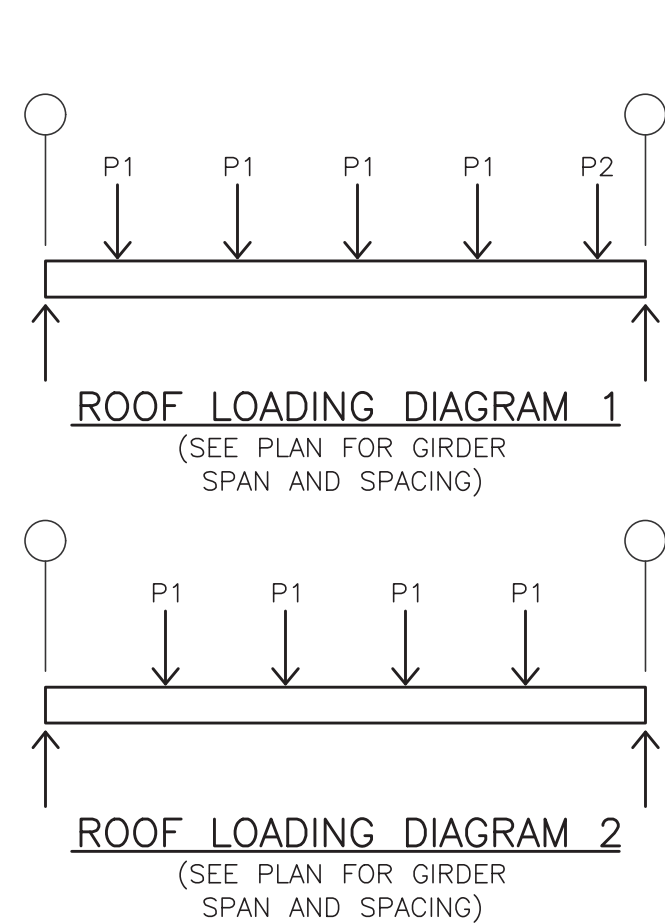 P1 P1 P1 P1 P2
ROOF LOADING DIAGRAM 1
(SEE PLAN FOR GIRDER
SPAN AND SPACING)
P1 P1 P1 P1
ROOF LOADING DIAGRAM 2
(SEE PLAN FOR GIRDER
SPAN AND SPACING)